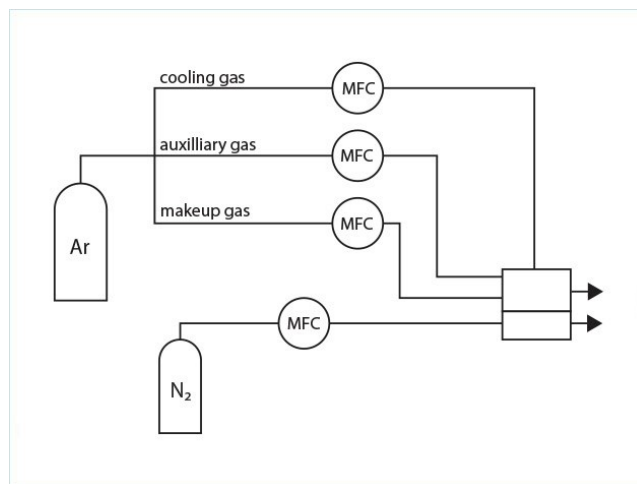 cooling gas
MFC
auxilliary gas
MFC
makeup gas
MFC
Ar
MFC
N₂